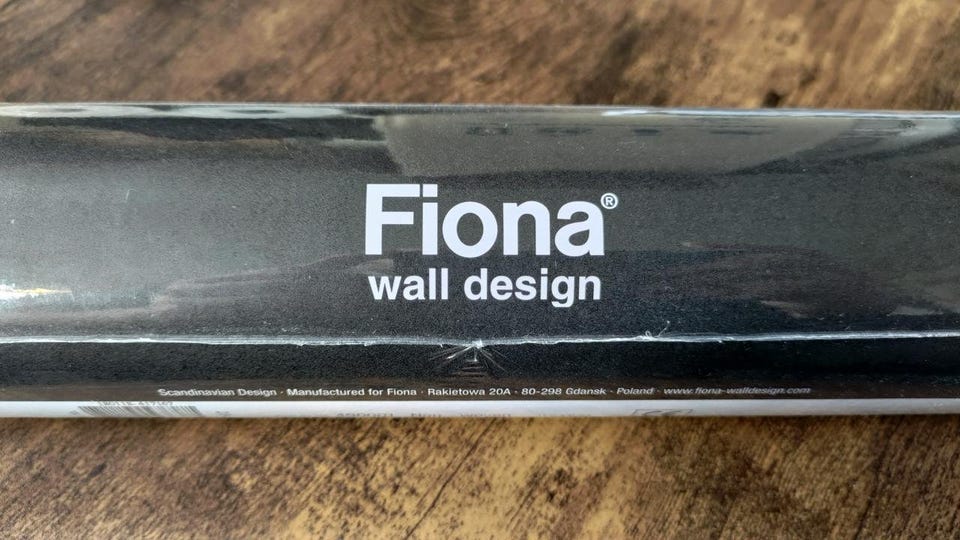 Fiona®
wall design
Scandinavian Design · Manufactured for Fiona · Rakietowa 20A · 80-298 Gdansk · Poland · www.fiona-walldesign.com